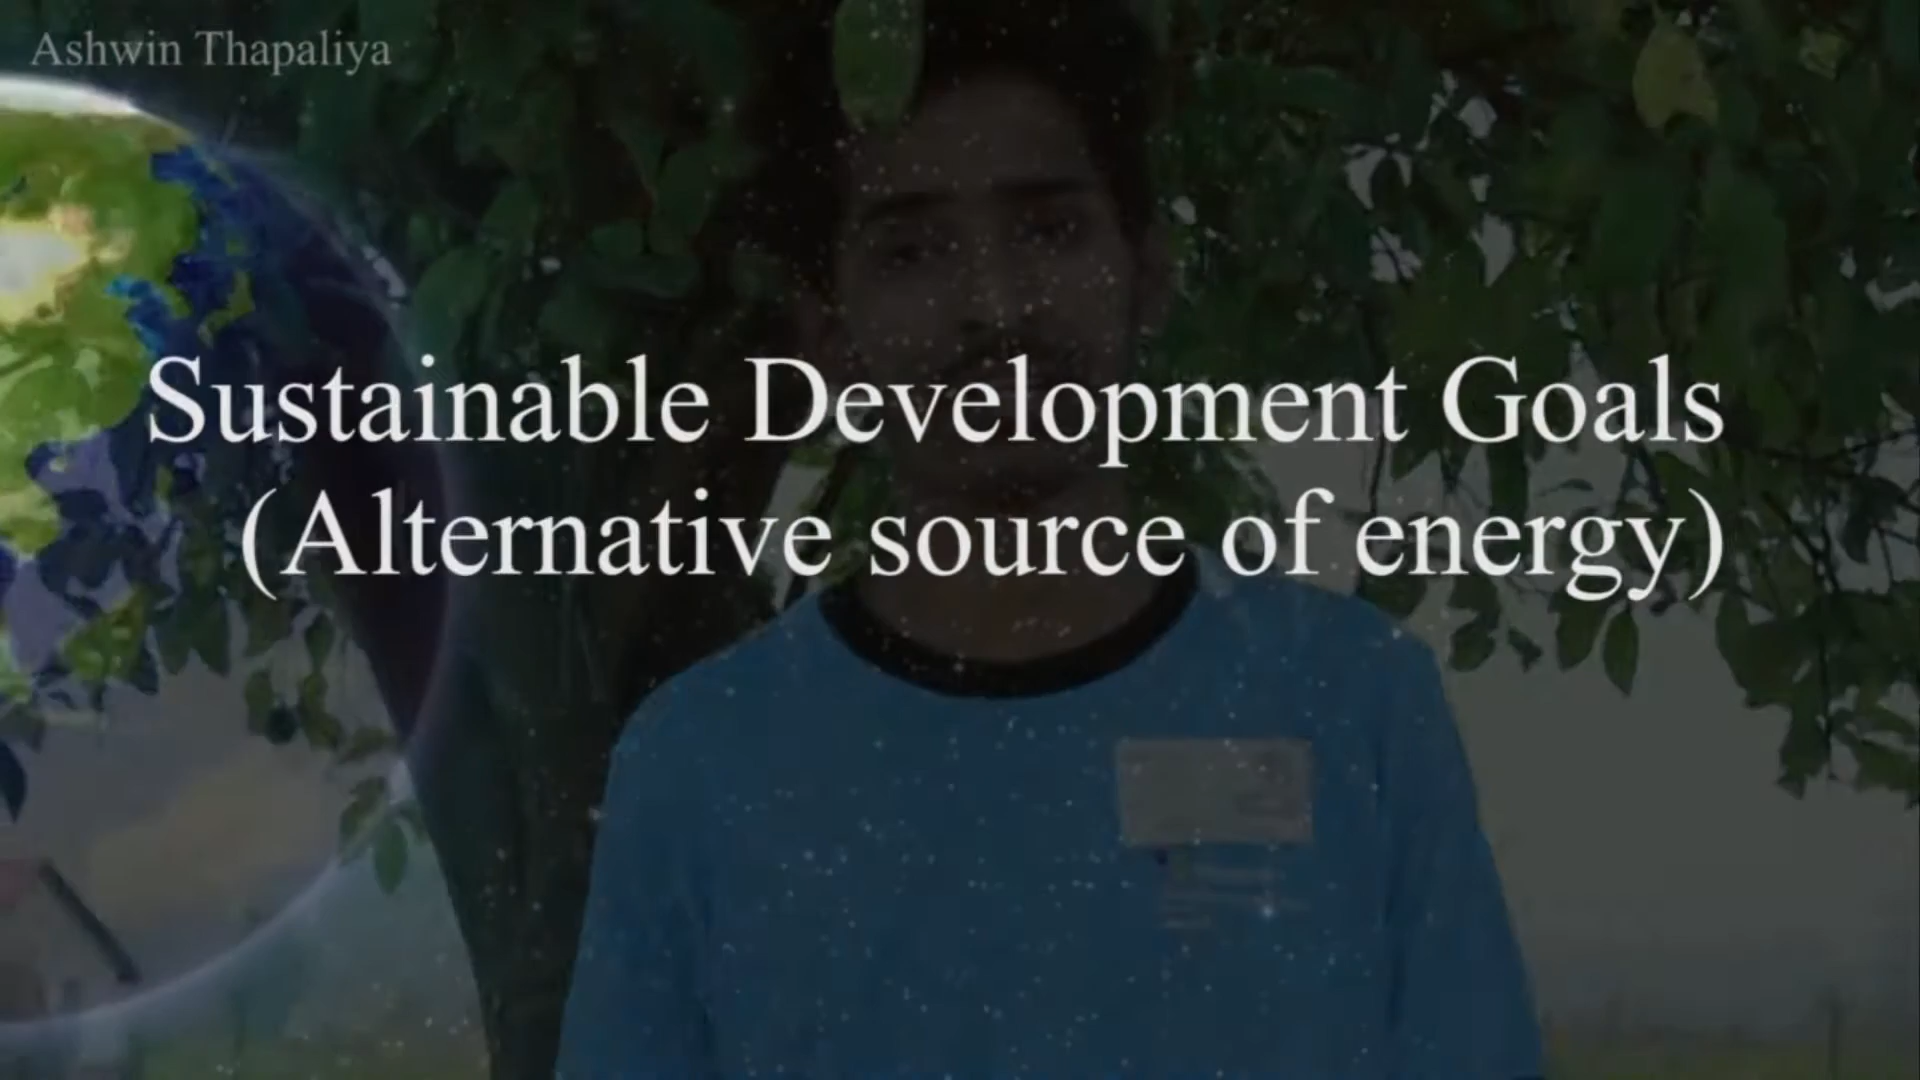 Ashwin Thapaliya
Sustainable Development Goals
(Alternative source of energy)